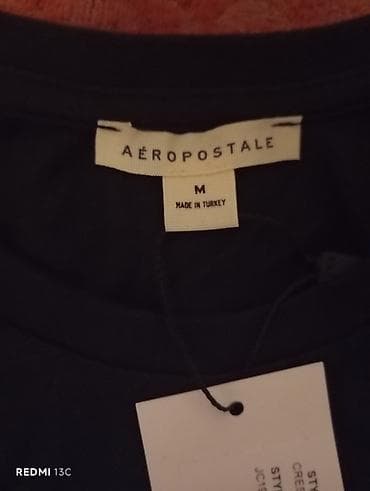 AÉROPOSTALE
M
MADE IN TURKEY
REDMI 13C